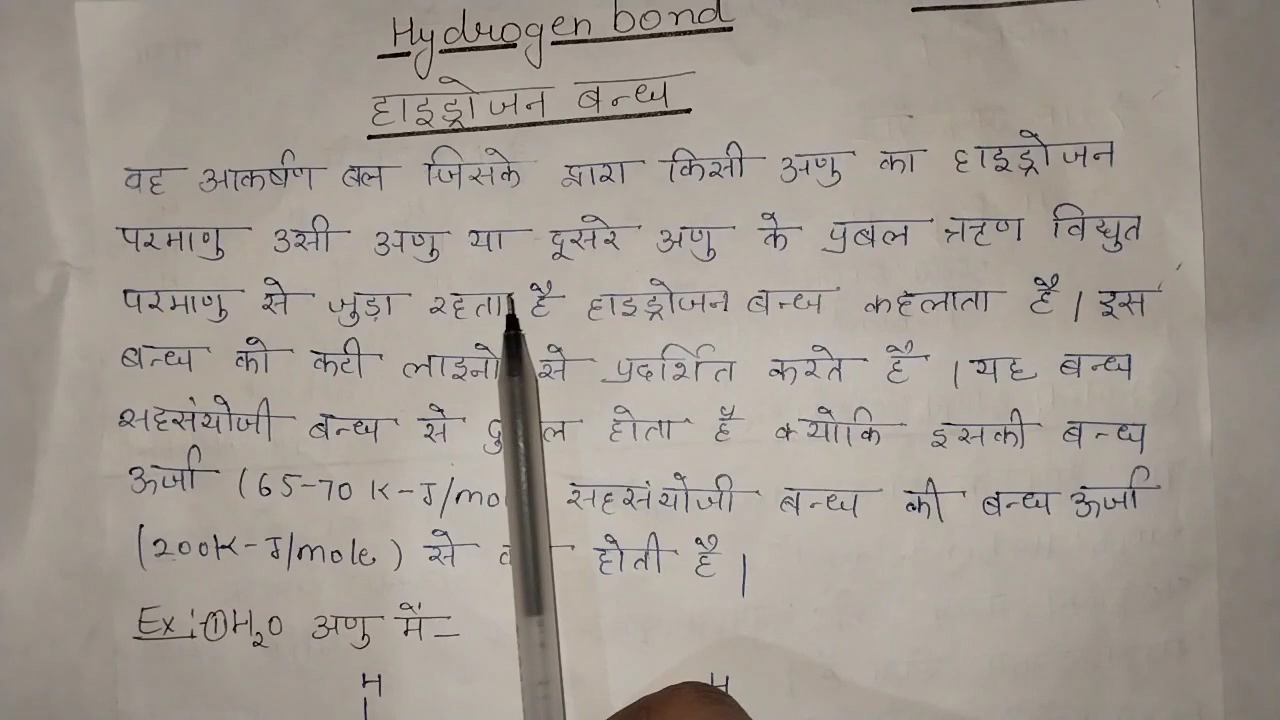 Hydrogen bond
हाइड्रोजन बन्ध
वह आकर्षण बल जिसके द्वारा किसी अणु का हाइड्रोजन
परमाणु उसी अणु या दूसरे अणु के प्रबल ऋण विद्युत
परमाणु से जुड़ा रहता है हाइड्रोजन बन्ध कहलाता है । इस
बन्ध को कटी लाइनो से प्रदर्शित करते है । यह बन्ध
सहसंयोजी बन्ध से होता है क्योकि इसकी बन्ध
ऊर्जा (65-70 K-J/mo सहसंयोजी बन्ध की बन्ध ऊर्जा
(200K-J/mole) से होती है ।
Ex:-① H₂O अणु में-
H H